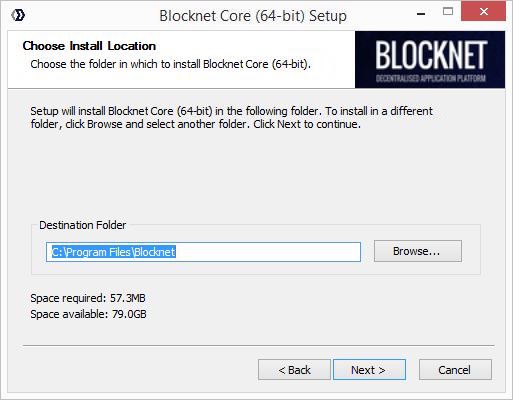 Blocknet Core (64-bit) Setup
Choose Install Location
Choose the folder in which to install Blocknet Core (64-bit).
BLOCKNET
DECENTRALISED APPLICATION PLATFORM
Setup will install Blocknet Core (64-bit) in the following folder. To install in a different
folder, click Browse and select another folder. Click Next to continue.
Destination Folder
C:\Program Files\Blocknet
Browse...
Space required: 57.3MB
Space available: 79.0GB
< Back
Next >
Cancel